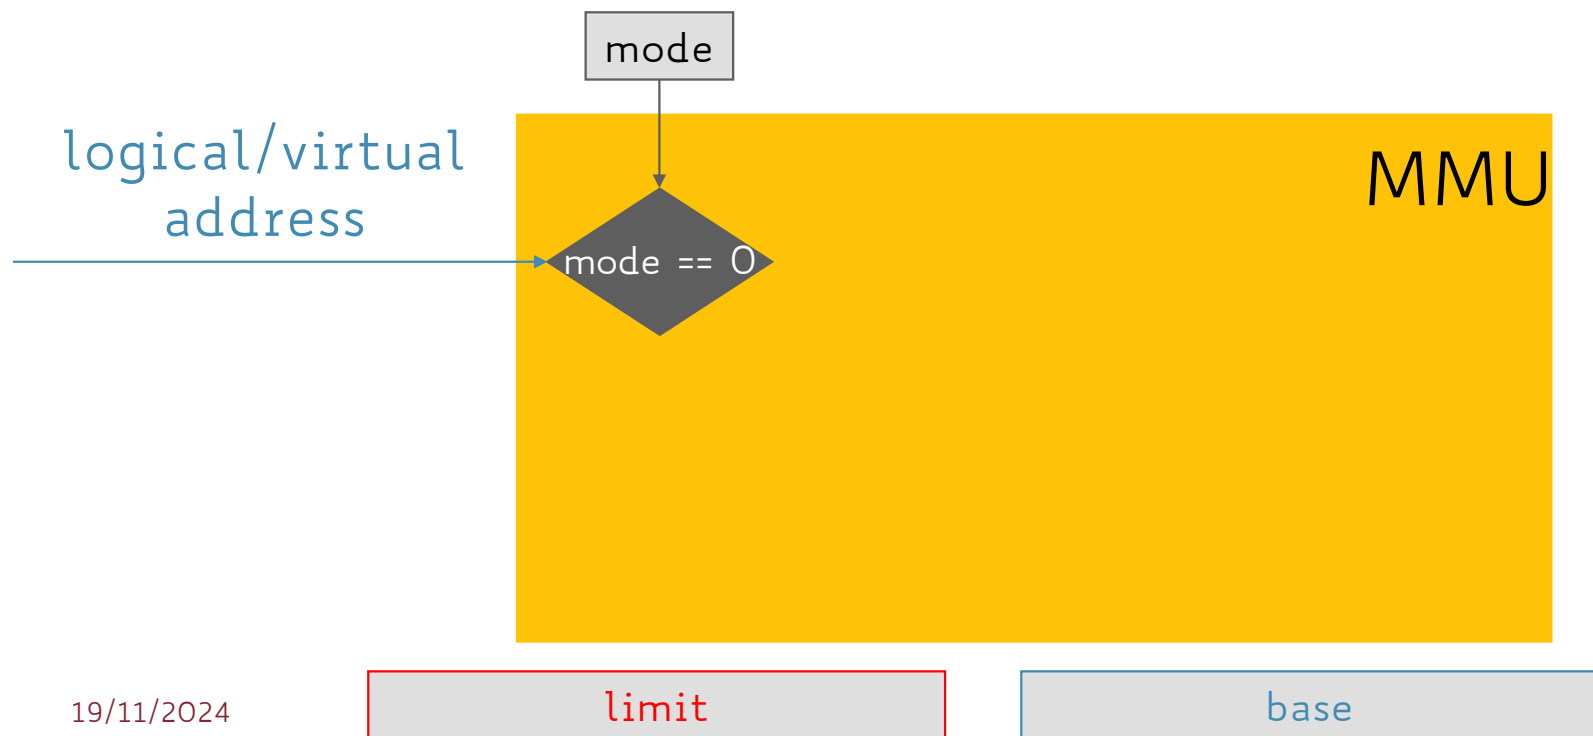 mode
logical/virtual
address
MMU
mode == 0
limit
base
19/11/2024